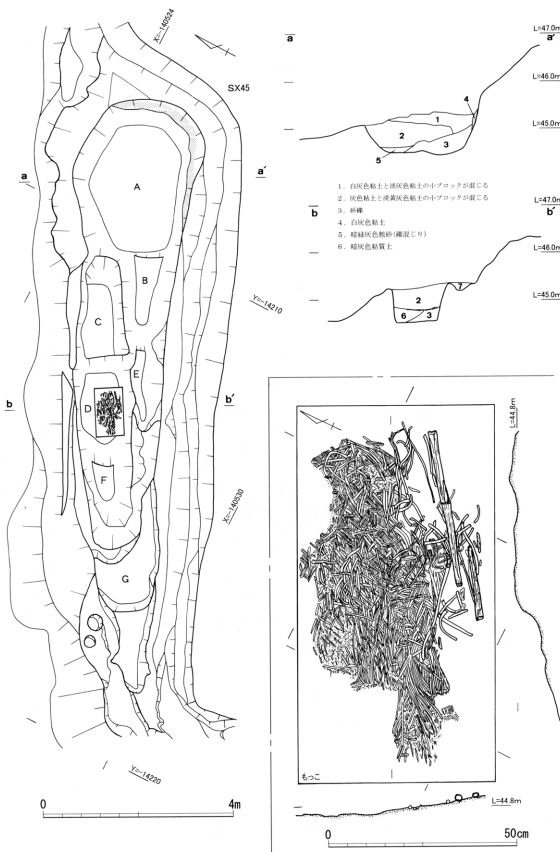 X=-140524
SX45
a
a'
A
B
C
Y=-14210
E
b
D
b'
F
X=-140530
G
Y=-14220
0
4m
a
L=47.0m
a'
L=46.0m
4
1
L=45.0m
2
3
5
1．白灰色粘土と淡灰色粘土の小ブロックが混じる
2．灰色粘土と淡黄灰色粘土の小ブロックが混じる
3．砂礫
4．白灰色粘土
5．暗緑灰色粗砂(礫混じり)
6．暗灰色粘質土
L=47.0m
b
b'
L=46.0m
7
2
L=45.0m
6
3
L=44.8m
もっこ
L=44.8m
0
50cm